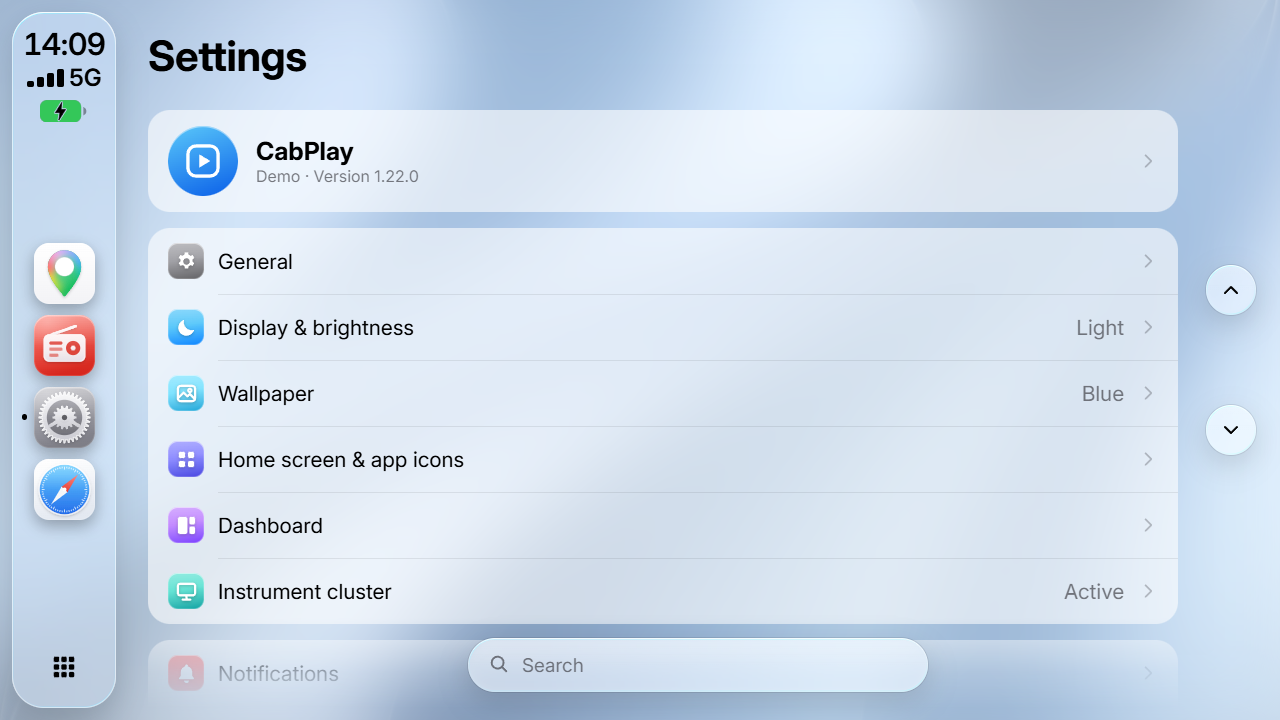 14:09
5G
Settings
CabPlay
Demo · Version 1.22.0
General
Display & brightness
Light
Wallpaper
Blue
Home screen & app icons
Dashboard
Instrument cluster
Active
Notifications
Search